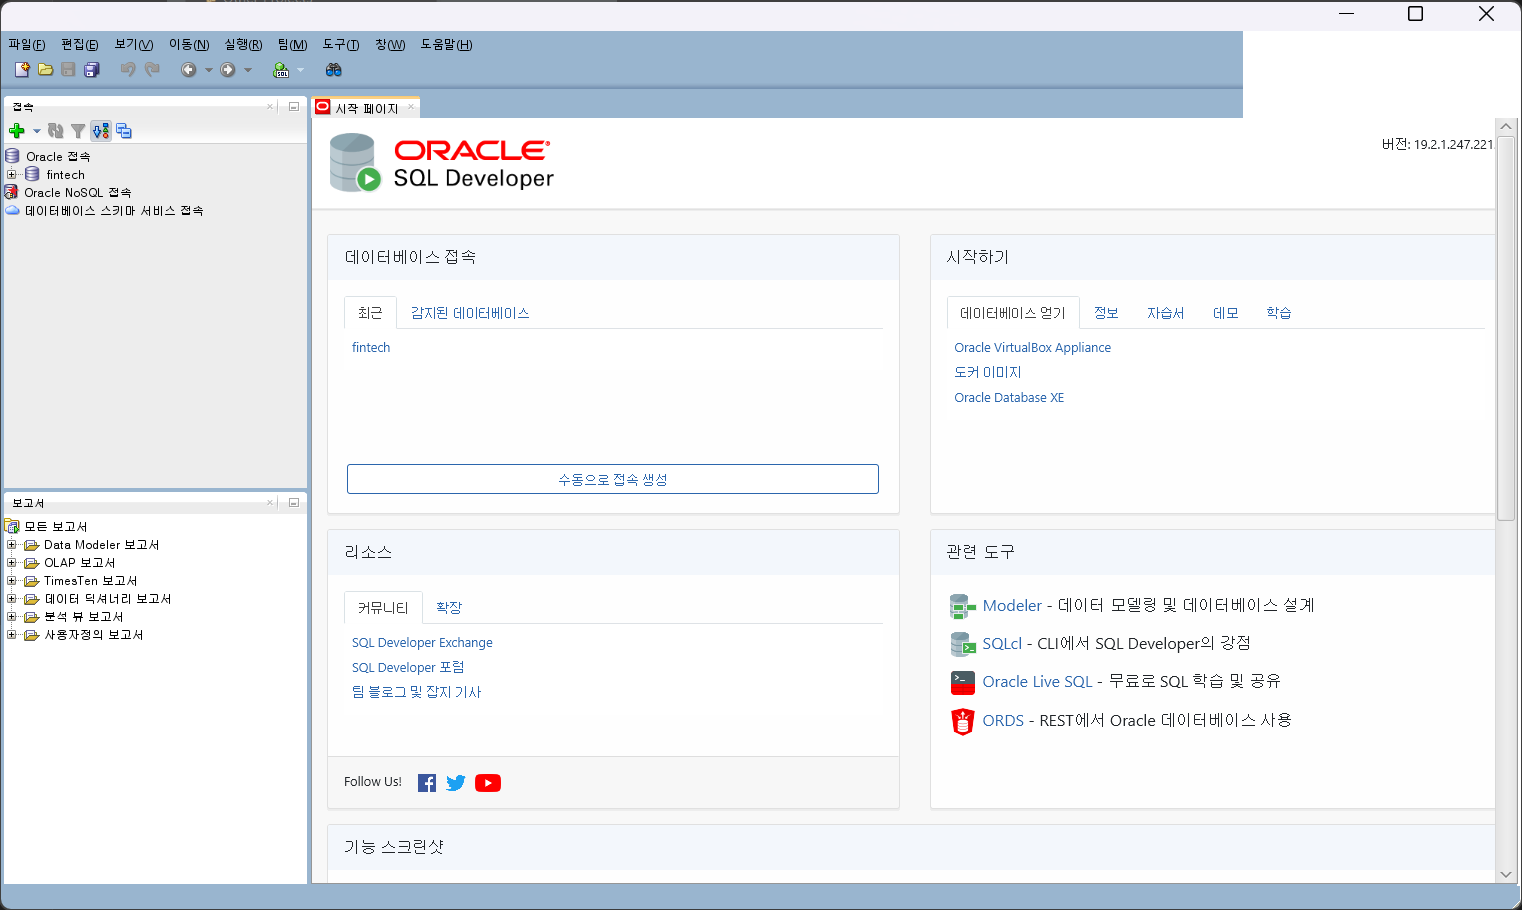 파일(F) 편집(E) 보기(V) 이동(N) 실행(R) 팀(M) 도구(T) 창(W) 도움말(H)
SQL
접속
Oracle 접속
fintech
Oracle NoSQL 접속
데이터베이스 스키마 서비스 접속
보고서
모든 보고서
Data Modeler 보고서
OLAP 보고서
TimesTen 보고서
데이터 딕셔너리 보고서
분석 뷰 보고서
사용자정의 보고서
시작 페이지
ORACLE
SQL Developer
버전: 19.2.1.247.221
데이터베이스 접속
최근 감지된 데이터베이스
fintech
수동으로 접속 생성
시작하기
데이터베이스 얻기 정보 자습서 데모 학습
Oracle VirtualBox Appliance
도커 이미지
Oracle Database XE
리소스
커뮤니티 확장
SQL Developer Exchange
SQL Developer 포럼
팀 블로그 및 잡지 기사
Follow Us!
관련 도구
Modeler - 데이터 모델링 및 데이터베이스 설계
SQLcl - CLI에서 SQL Developer의 강점
Oracle Live SQL - 무료로 SQL 학습 및 공유
ORDS - REST에서 Oracle 데이터베이스 사용
기능 스크린샷